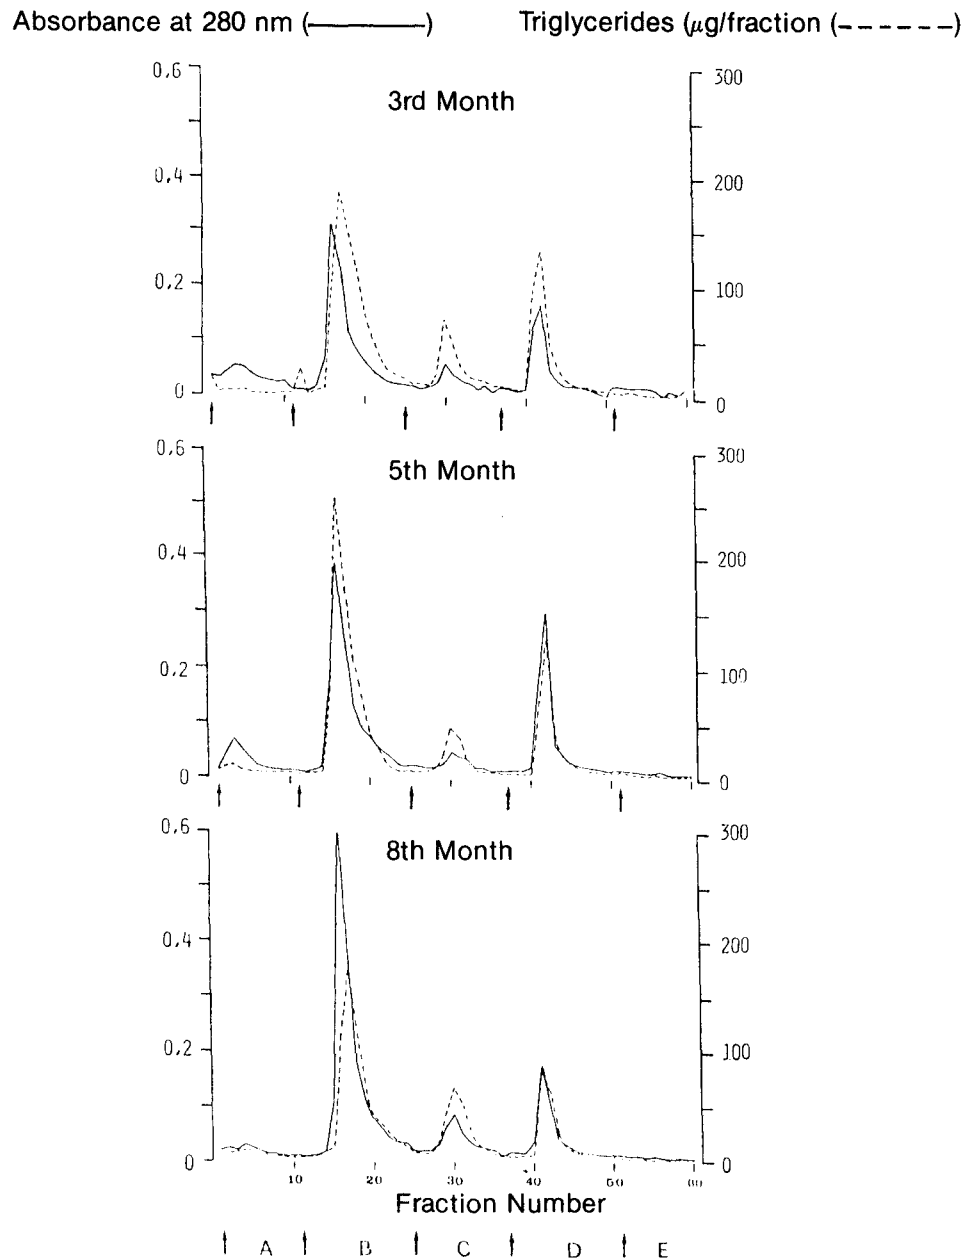 Absorbance at 280 nm (———) Triglycerides (μg/fraction (------)
0,6 300
3rd Month
0,4 200
0,2 100
0 0
0,6 300
5th Month
0,4 200
0,2 100
0 0
0,6 300
8th Month
0,4 200
0,2 100
0 0
10 20 30 40 50 60
Fraction Number
A B C D E